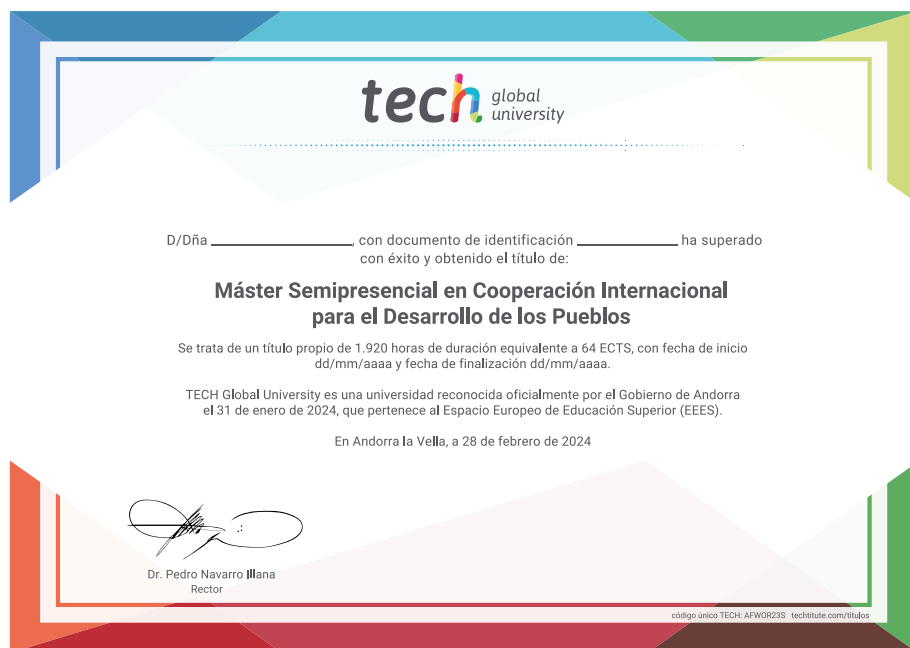 tech global
university
D/Dña , con documento de identificación ha superado
con éxito y obtenido el título de:
Máster Semipresencial en Cooperación Internacional
para el Desarrollo de los Pueblos
Se trata de un título propio de 1.920 horas de duración equivalente a 64 ECTS, con fecha de inicio
dd/mm/aaaa y fecha de finalización dd/mm/aaaa.
TECH Global University es una universidad reconocida oficialmente por el Gobierno de Andorra
el 31 de enero de 2024, que pertenece al Espacio Europeo de Educación Superior (EEES).
En Andorra la Vella, a 28 de febrero de 2024
Dr. Pedro Navarro Illana
Rector
código único TECH: AFWOR23S techtitute.com/titulos